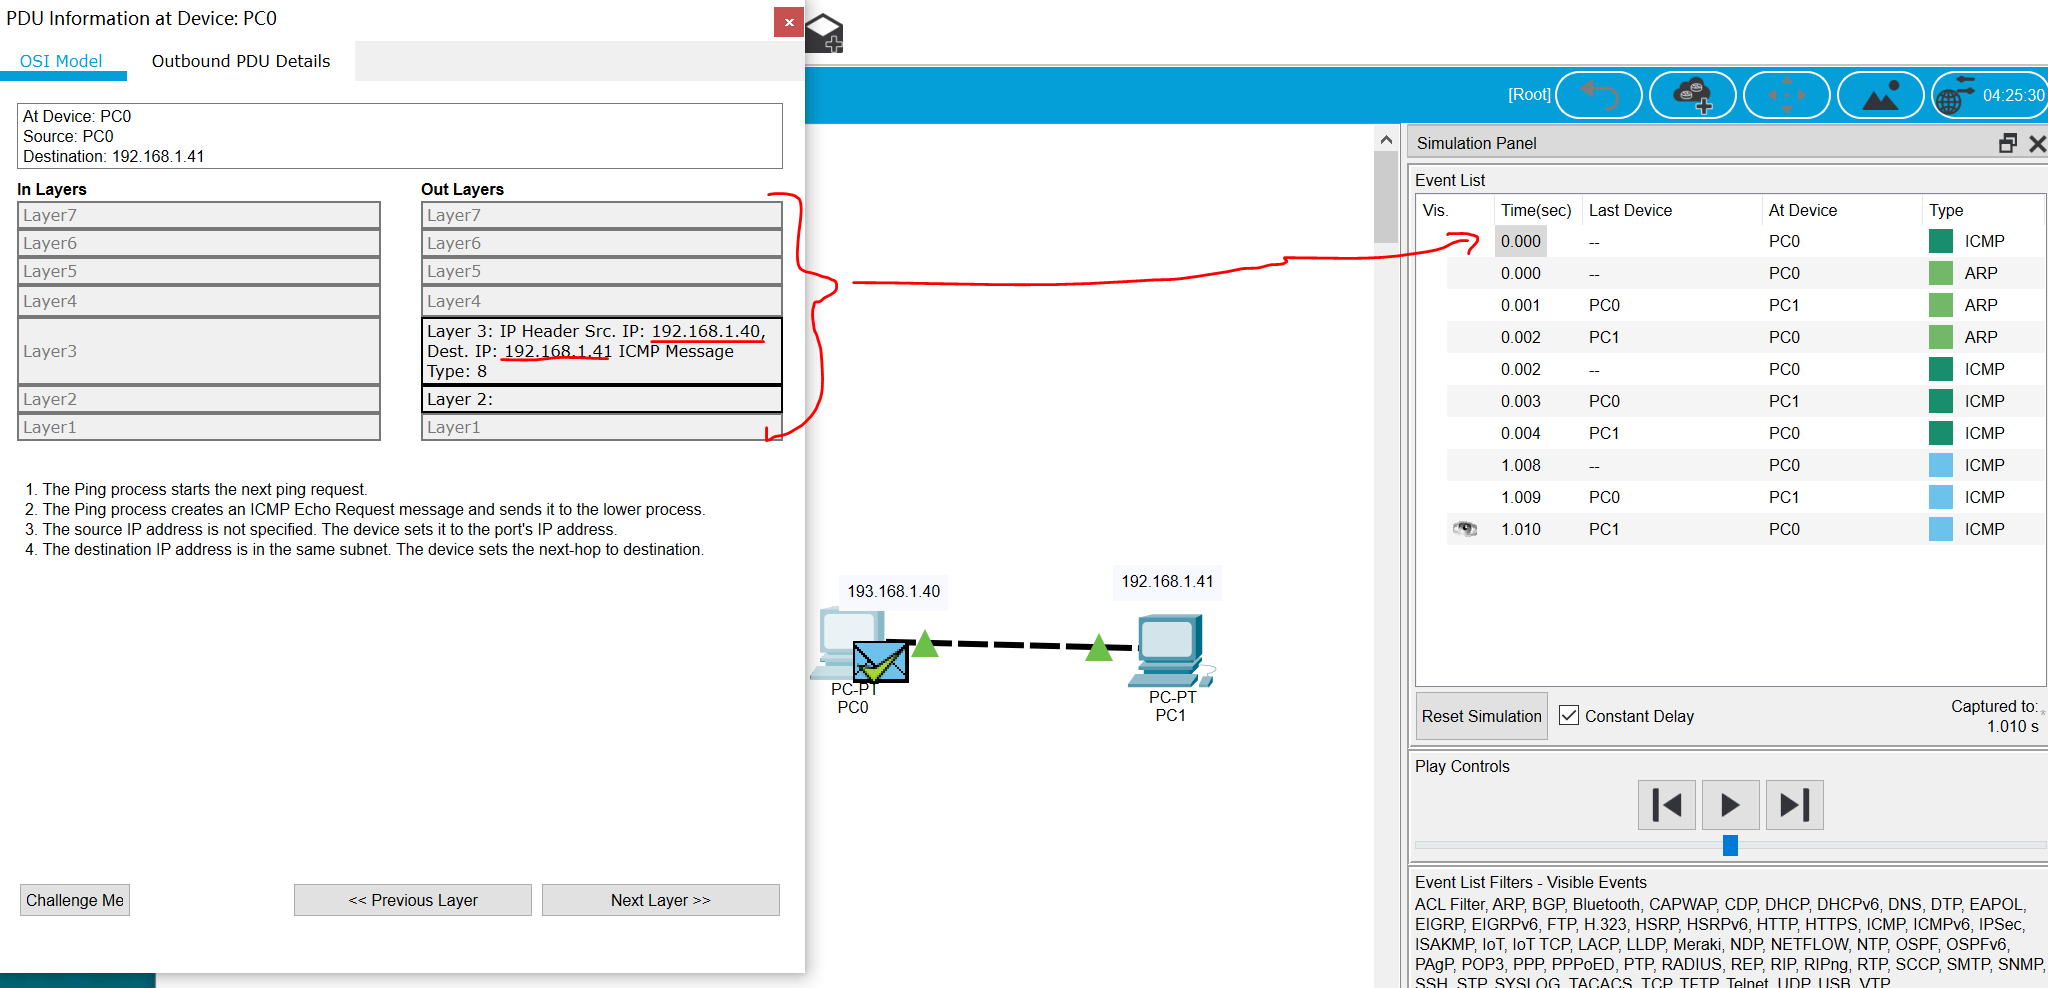 PDU Information at Device: PC0
OSI Model
Outbound PDU Details
At Device: PC0
Source: PC0
Destination: 192.168.1.41
In Layers
Layer7
Layer6
Layer5
Layer4
Layer3
Layer2
Layer1
Out Layers
Layer7
Layer6
Layer5
Layer4
Layer 3: IP Header Src. IP: 192.168.1.40,
Dest. IP: 192.168.1.41 ICMP Message
Type: 8
Layer 2:
Layer1
1. The Ping process starts the next ping request.
2. The Ping process creates an ICMP Echo Request message and sends it to the lower process.
3. The source IP address is not specified. The device sets it to the port's IP address.
4. The destination IP address is in the same subnet. The device sets the next-hop to destination.
Challenge Me
<< Previous Layer
Next Layer >>
193.168.1.40
PC-PT
PC0
192.168.1.41
PC-PT
PC1
[Root]
04:25:30
Simulation Panel
Event List
Vis. Time(sec) Last Device At Device Type
0.000 -- PC0 ICMP
0.000 -- PC0 ARP
0.001 PC0 PC1 ARP
0.002 PC1 PC0 ARP
0.002 -- PC0 ICMP
0.003 PC0 PC1 ICMP
0.004 PC1 PC0 ICMP
1.008 -- PC0 ICMP
1.009 PC0 PC1 ICMP
1.010 PC1 PC0 ICMP
Reset Simulation
Constant Delay
Captured to:
1.010 s
Play Controls
Event List Filters - Visible Events
ACL Filter, ARP, BGP, Bluetooth, CAPWAP, CDP, DHCP, DHCPv6, DNS, DTP, EAPOL,
EIGRP, EIGRPv6, FTP, H.323, HSRP, HSRPv6, HTTP, HTTPS, ICMP, ICMPv6, IPSec,
ISAKMP, IoT, IoT TCP, LACP, LLDP, Meraki, NDP, NETFLOW, NTP, OSPF, OSPFv6,
PAgP, POP3, PPP, PPPoED, PTP, RADIUS, REP, RIP, RIPng, RTP, SCCP, SMTP, SNMP,
SSH, STP, SYSLOG, TACACS, TCP, TFTP, Telnet, UDP, USB, VTP